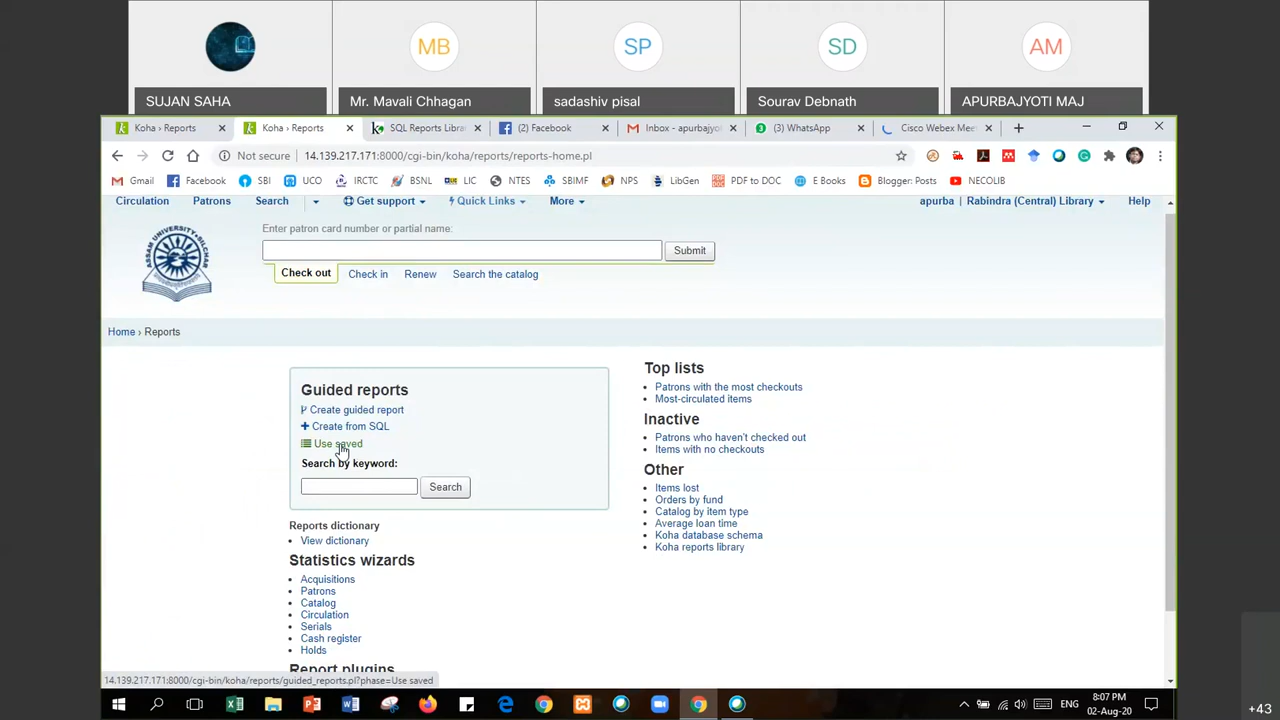 MB
SP
SD
AM
SUJAN SAHA
Mr. Mavali Chhagan
sadashiv pisal
Sourav Debnath
APURBAJYOTI MAJ
Koha › Reports
Koha › Reports
SQL Reports Libra
(2) Facebook
Inbox - apurbajyo
(3) WhatsApp
Cisco Webex Mee
Not secure
14.139.217.171:8000/cgi-bin/koha/reports/reports-home.pl
Gmail
Facebook
SBI
UCO
IRCTC
BSNL
LIC
NTES
SBIMF
NPS
LibGen
PDF to DOC
E Books
Blogger: Posts
NECOLIB
Circulation
Patrons
Search
Get support
Quick Links
More
apurba | Rabindra (Central) Library
Help
ASSAM UNIVERSITY SILCHAR
Enter patron card number or partial name:
Submit
Check out
Check in
Renew
Search the catalog
Home › Reports
Guided reports
Create guided report
Create from SQL
Use saved
Search by keyword:
Search
Reports dictionary
View dictionary
Statistics wizards
Acquisitions
Patrons
Catalog
Circulation
Serials
Cash register
Holds
Report plugins
Top lists
Patrons with the most checkouts
Most-circulated items
Inactive
Patrons who haven't checked out
Items with no checkouts
Other
Items lost
Orders by fund
Catalog by item type
Average loan time
Koha database schema
Koha reports library
14.139.217.171:8000/cgi-bin/koha/reports/guided_reports.pl?phase=Use saved
ENG
8:07 PM
02-Aug-20
+43